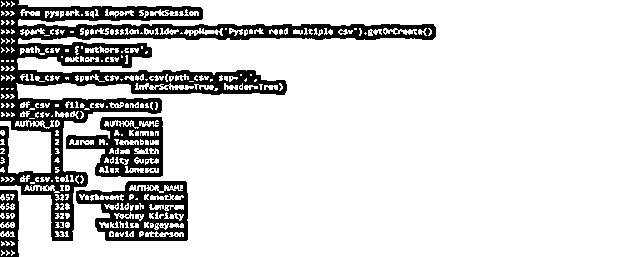 >>>
>>> from pyspark.sql import SparkSession
>>>
>>> spark_csv = SparkSession.builder.appName("Pyspark read multiple csv").getOrCreate()
>>>
>>> path_csv = ['authors.csv',
'authors.csv']
>>>
>>> file_csv = spark_csv.read.csv(path_csv, sep=',',
inferSchema=True, header=True)
>>>
>>> df_csv = file_csv.toPandas()
>>> df_csv.head()
AUTHOR_ID AUTHOR_NAME
0 1 A. Kannan
1 2 Aarom M. Tenenbaum
2 3 Adam Smith
3 4 Adity Gupta
4 5 Alex Ionescu
>>> df_csv.tail()
AUTHOR_ID AUTHOR_NAME
657 327 Yashavant P. Kanetkar
658 328 Yedidyah Langram
659 329 Yochay Kiriaty
660 330 Yukihisa Kageyama
661 331 David Patterson
>>>
>>>